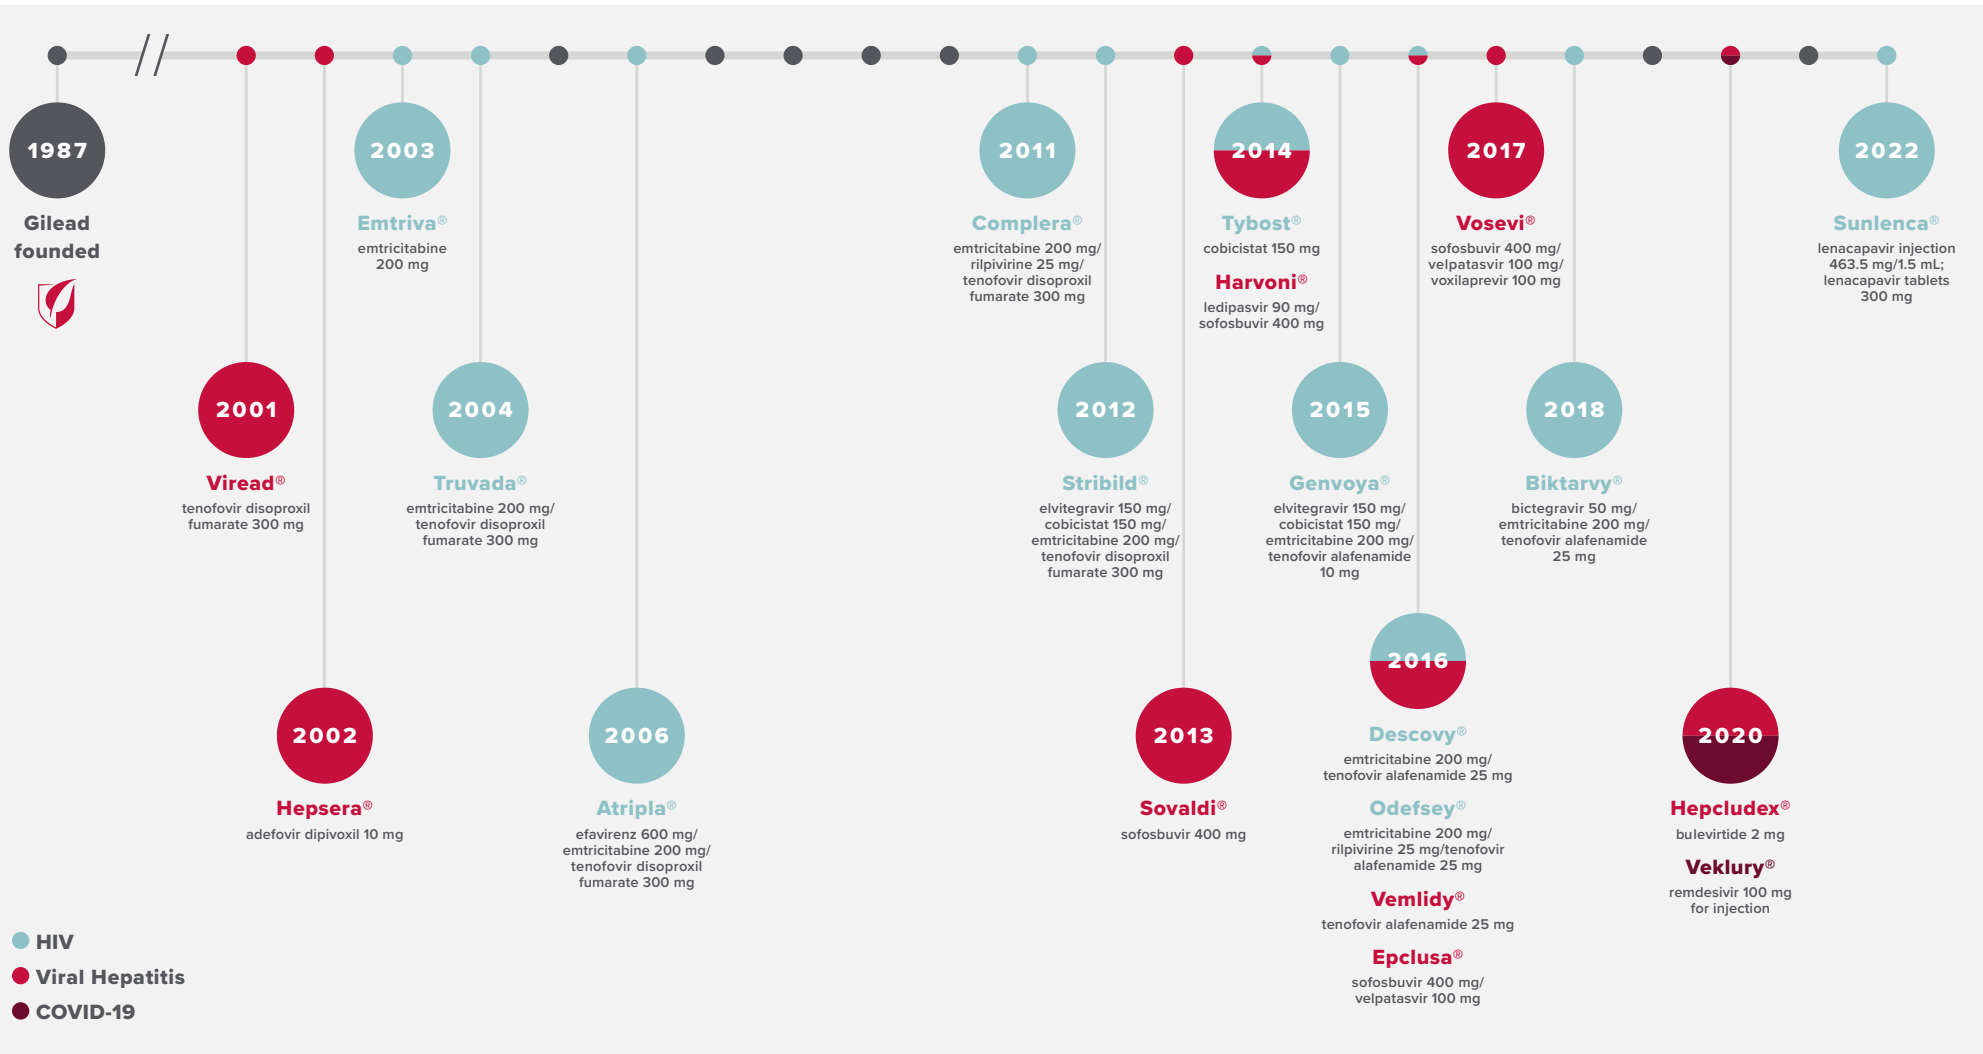 1987
Gilead
founded
2001
Viread®
tenofovir disoproxil
fumarate 300 mg
2002
Hepsera®
adefovir dipivoxil 10 mg
2003
Emtriva®
emtricitabine
200 mg
2004
Truvada®
emtricitabine 200 mg/
tenofovir disoproxil
fumarate 300 mg
2006
Atripla®
efavirenz 600 mg/
emtricitabine 200 mg/
tenofovir disoproxil
fumarate 300 mg
2011
Complera®
emtricitabine 200 mg/
rilpivirine 25 mg/
tenofovir disoproxil
fumarate 300 mg
2012
Stribild®
elvitegravir 150 mg/
cobicistat 150 mg/
emtricitabine 200 mg/
tenofovir disoproxil
fumarate 300 mg
2013
Sovaldi®
sofosbuvir 400 mg
2014
Tybost®
cobicistat 150 mg
Harvoni®
ledipasvir 90 mg/
sofosbuvir 400 mg
2015
Genvoya®
elvitegravir 150 mg/
cobicistat 150 mg/
emtricitabine 200 mg/
tenofovir alafenamide
10 mg
2016
Descovy®
emtricitabine 200 mg/
tenofovir alafenamide 25 mg
Odefsey®
emtricitabine 200 mg/
rilpivirine 25 mg/tenofovir
alafenamide 25 mg
Vemlidy®
tenofovir alafenamide 25 mg
Epclusa®
sofosbuvir 400 mg/
velpatasvir 100 mg
2017
Vosevi®
sofosbuvir 400 mg/
velpatasvir 100 mg/
voxilaprevir 100 mg
2018
Biktarvy®
bictegravir 50 mg/
emtricitabine 200 mg/
tenofovir alafenamide
25 mg
2020
Hepcludex®
bulevirtide 2 mg
Veklury®
remdesivir 100 mg
for injection
2022
Sunlenca®
lenacapavir injection
463.5 mg/1.5 mL;
lenacapavir tablets
300 mg
HIV
Viral Hepatitis
COVID-19